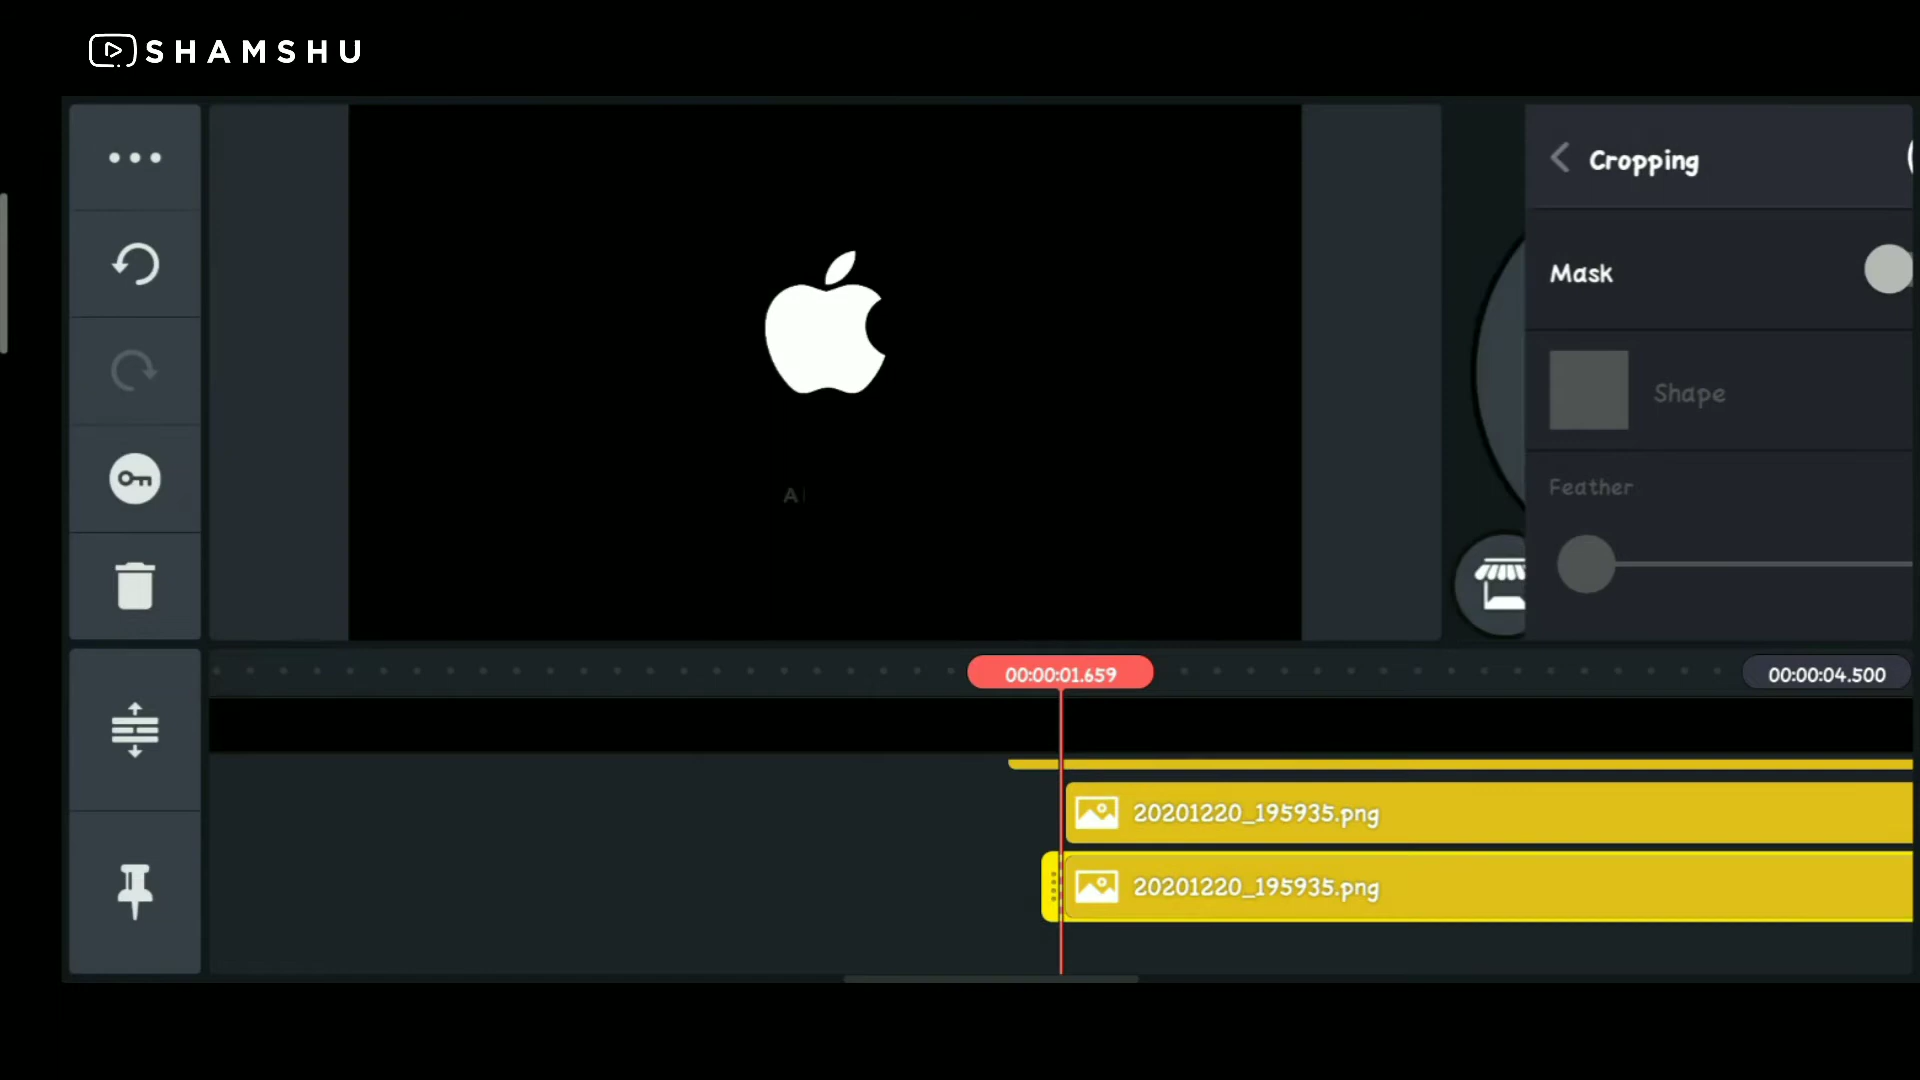 SHAMSHU
Cropping
Mask
Shape
Feather
A
00:00:01.659
00:00:04.500
20201220_195935.png
20201220_195935.png